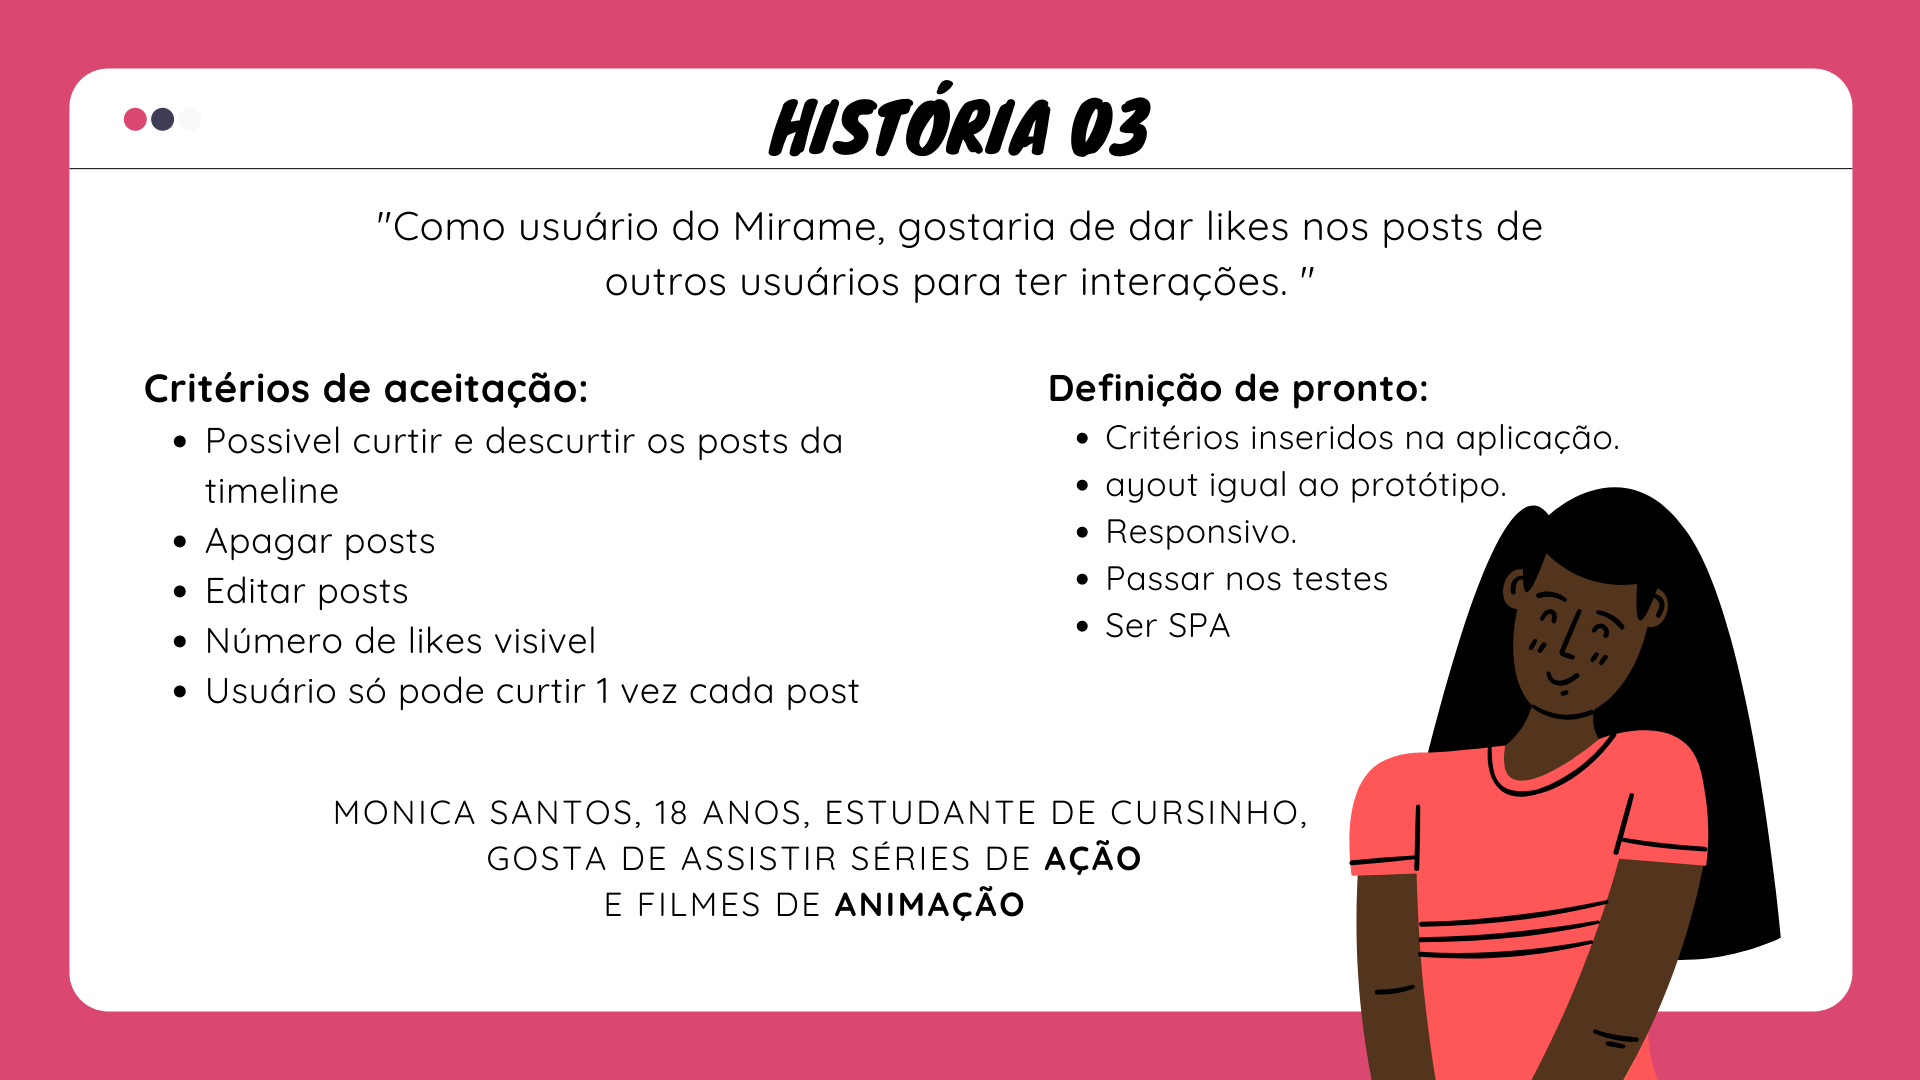 HISTÓRIA 03
"Como usuário do Mirame, gostaria de dar likes nos posts de
outros usuários para ter interações. "
Critérios de aceitação:
• Possivel curtir e descurtir os posts da
timeline
• Apagar posts
• Editar posts
• Número de likes visivel
• Usuário só pode curtir 1 vez cada post
Definição de pronto:
• Critérios inseridos na aplicação.
• ayout igual ao protótipo.
• Responsivo.
• Passar nos testes
• Ser SPA
MONICA SANTOS, 18 ANOS, ESTUDANTE DE CURSINHO,
GOSTA DE ASSISTIR SÉRIES DE AÇÃO
E FILMES DE ANIMAÇÃO